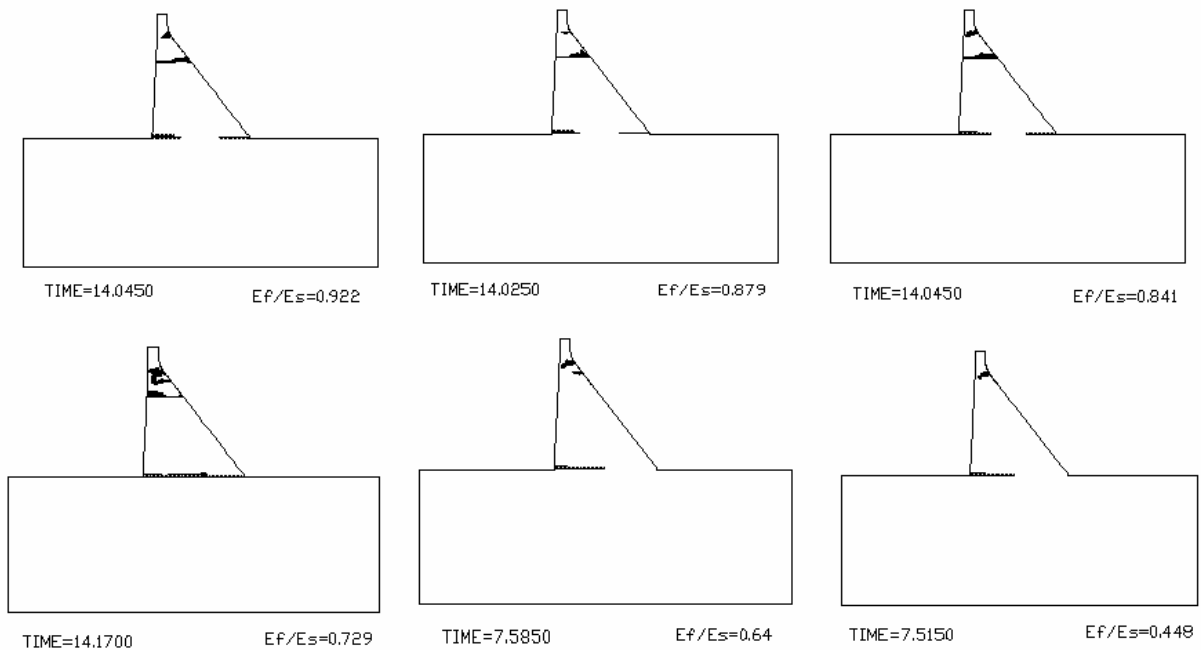 TIME=14.0450
Ef/Es=0.922
TIME=14.0250
Ef/Es=0.879
TIME=14.0450
Ef/Es=0.841
TIME=14.1700
Ef/Es=0.729
TIME=7.5850
Ef/Es=0.64
TIME=7.5150
Ef/Es=0.448